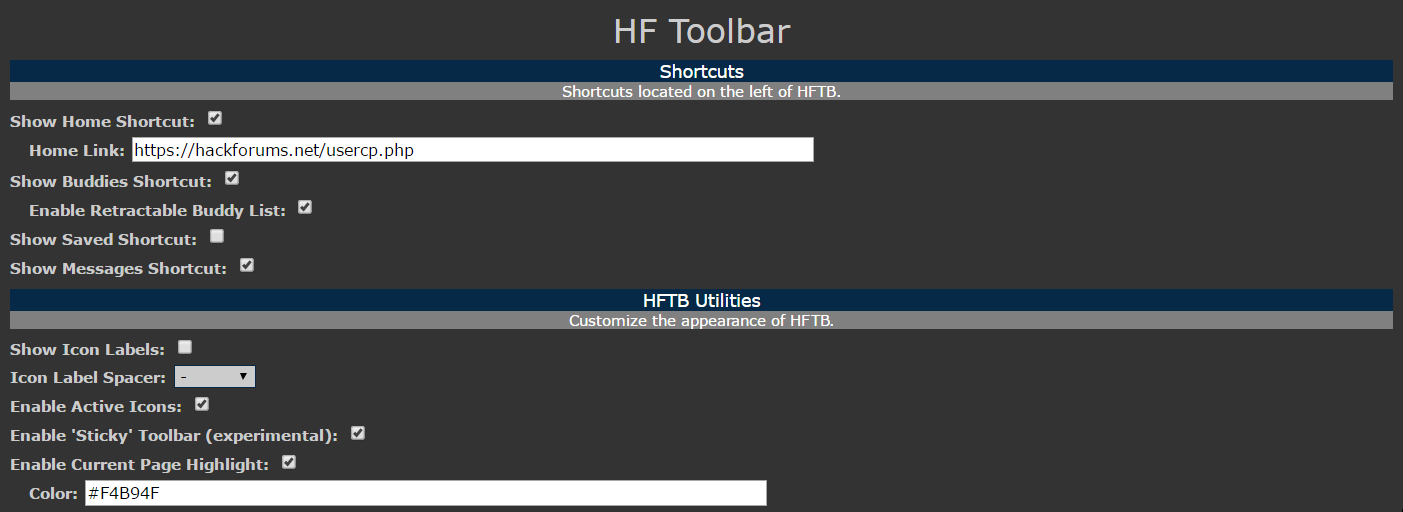 HF Toolbar
Shortcuts
Shortcuts located on the left of HFTB.
Show Home Shortcut:
Home Link: https://hackforums.net/usercp.php
Show Buddies Shortcut:
Enable Retractable Buddy List:
Show Saved Shortcut:
Show Messages Shortcut:
HFTB Utilities
Customize the appearance of HFTB.
Show Icon Labels:
Icon Label Spacer: -
Enable Active Icons:
Enable 'Sticky' Toolbar (experimental):
Enable Current Page Highlight:
Color: #F4B94F